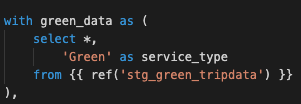 with green_data as (
    select *,
        'Green' as service_type
    from {{ ref('stg_green_tripdata') }}
),